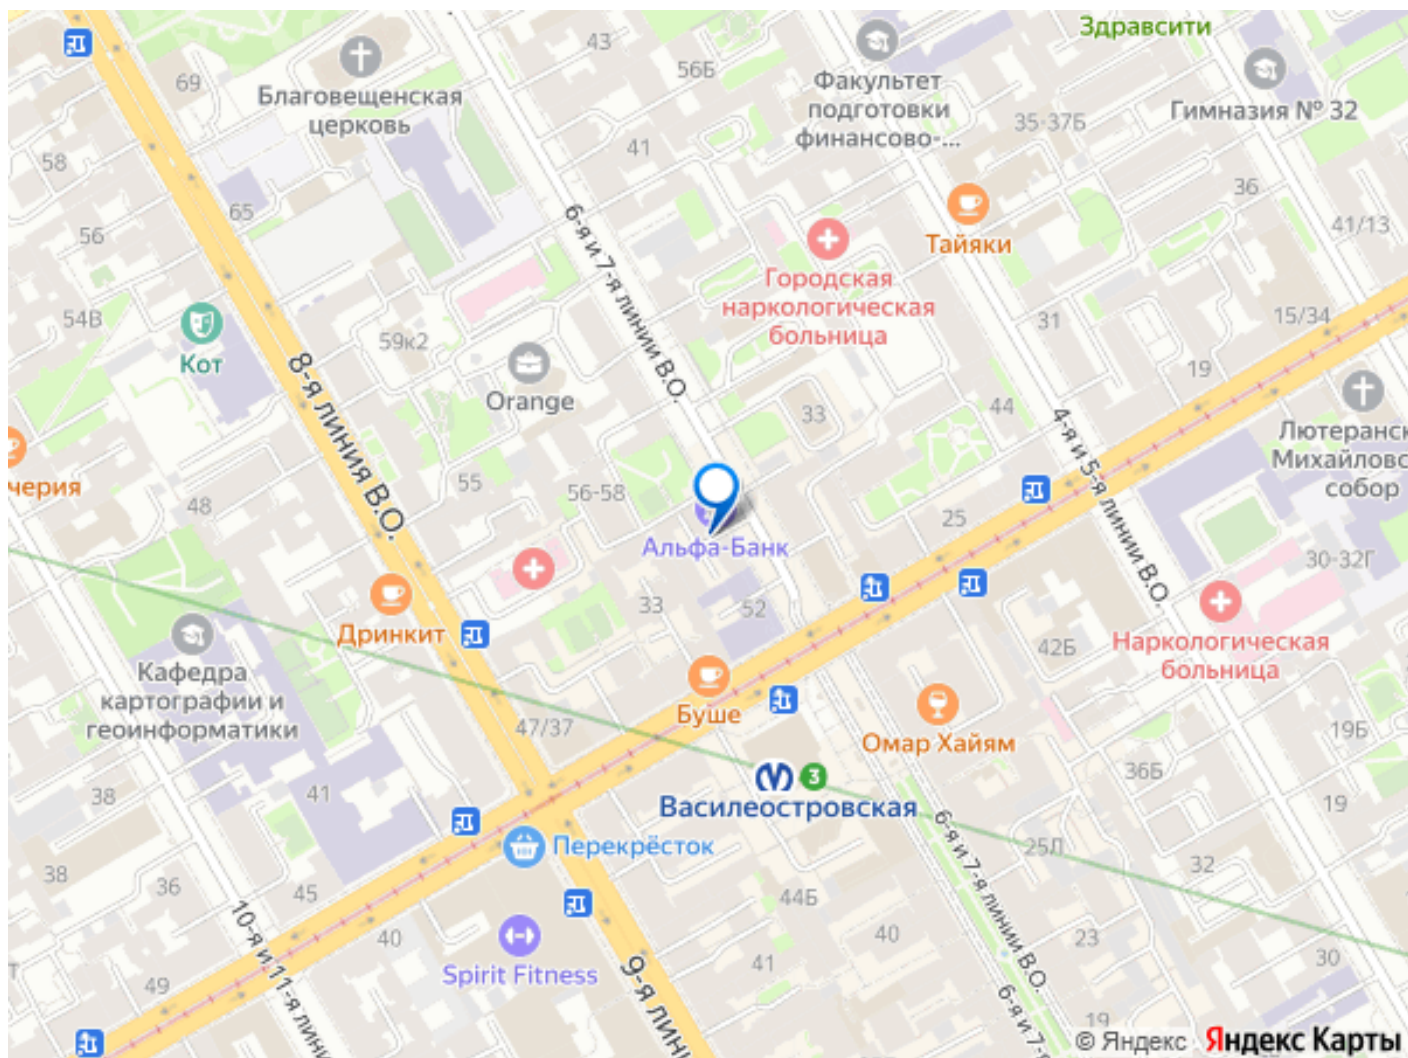 Здравсити
43
69
56Б
Благовещенская
церковь
Факультет
подготовки
финансово-...
Гимназия № 32
35-37Б
41
58
36
65
41/13
56
6-я и 7-я линии В.О.
Тайяки
Городская
наркологическая
больница
54В
31
15/34
59к2
Кот
19
8-я линия В.О.
Orange
44
33
4-я и 5-я линии В.О.
Лютеранск
Михайловс
собор
черия
55
56-58
48
25
Альфа-Банк
30-32Г
33
52
Дринкит
42Б
Наркологическая
больница
Кафедра
картографии и
геоинформатики
47/37
Буше
Омар Хайям
19Б
36Б
3
Василеостровская
38
41
19
Перекрёсток
6-я и 7-я линии В.О.
25Л
32
38
36
45
44Б
10-я и 11-я лини
40
40
23
Spirit Fitness
41
30
9-я лини
49
Т
6-я и 7-я
19
© Яндекс Яндекс Карты